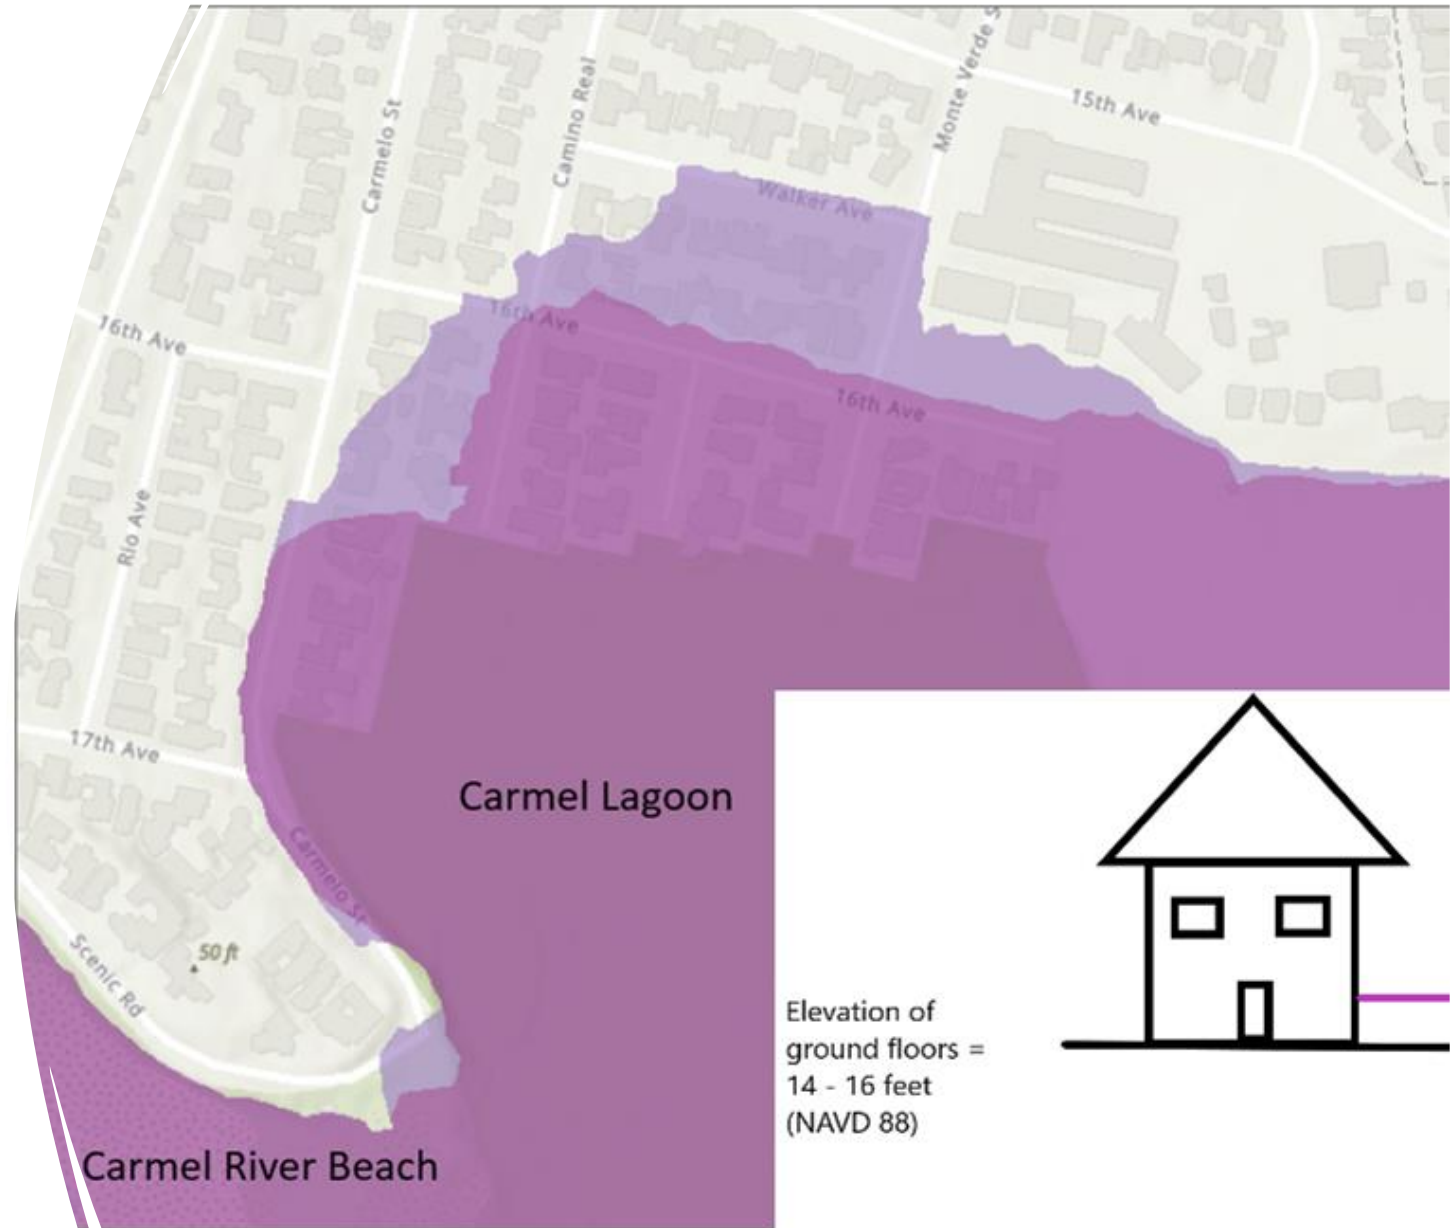 Monte Verde S
15th Ave
Camino Real
Carmelo St
Walker Ave
16th Ave
16th Ave
16th Ave
Rio Ave
17th Ave
Carmel Lagoon
Carmelo St
50 ft
Scenic Rd
Elevation of
ground floors =
14 - 16 feet
(NAVD 88)
Carmel River Beach